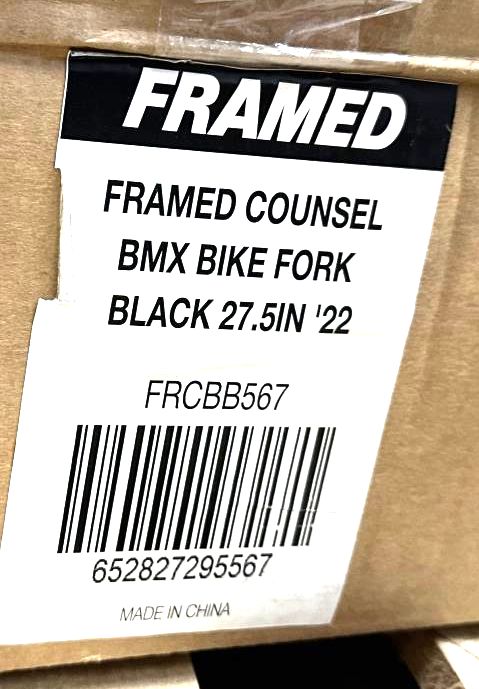 FRAMED
FRAMED COUNSEL
BMX BIKE FORK
BLACK 27.5IN '22
FRCBB567
652827295567
MADE IN CHINA